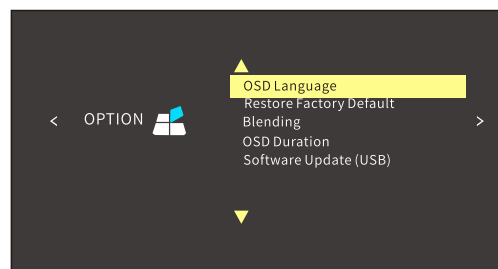 OPTION
OSD Language
Restore Factory Default
Blending
OSD Duration
Software Update (USB)